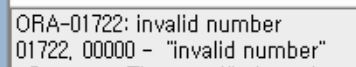 ORA-01722: invalid number
01722, 00000 - "invalid number"